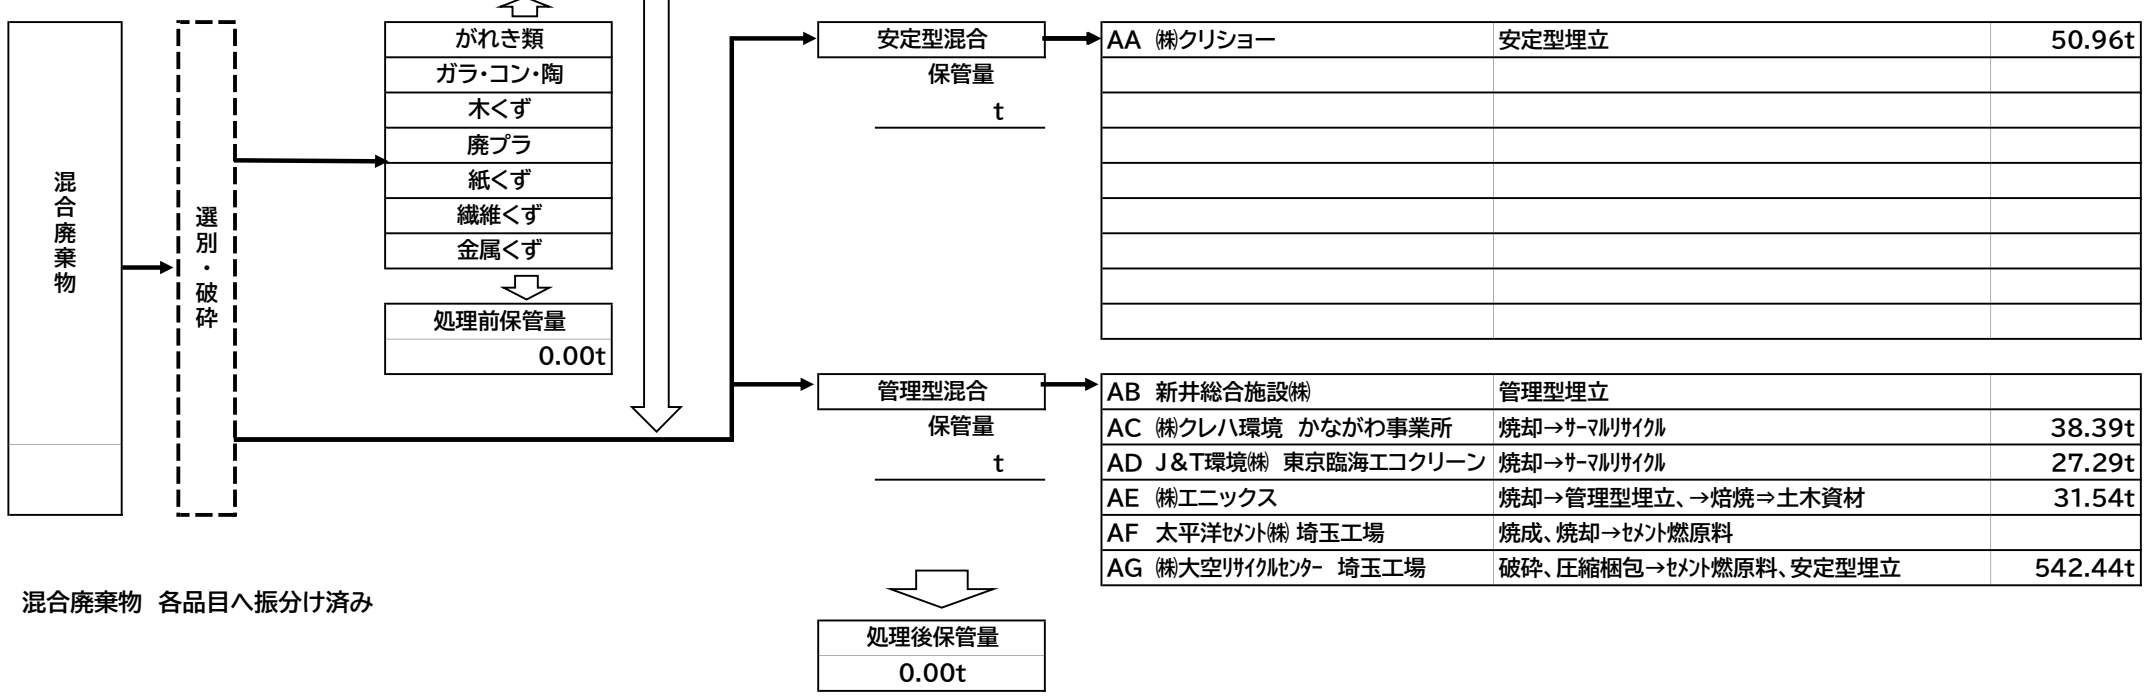 混合廃棄物
選別・破砕
がれき類
ガラ・コン・陶
木くず
廃プラ
紙くず
繊維くず
金属くず
処理前保管量
0.00t
安定型混合
保管量
t
AA ㈱クリショー 安定型埋立 50.96t
管理型混合
保管量
t
AB 新井総合施設㈱ 管理型埋立
AC ㈱クレハ環境　かながわ事業所 焼却→ｻｰﾏﾙﾘｻｲｸﾙ 38.39t
AD J&T環境㈱　東京臨海エコクリーン 焼却→ｻｰﾏﾙﾘｻｲｸﾙ 27.29t
AE ㈱エニックス 焼却→管理型埋立、→焙焼⇒土木資材 31.54t
AF 太平洋ｾﾒﾝﾄ㈱ 埼玉工場 焼成、焼却→ｾﾒﾝﾄ燃原料
AG ㈱大空ﾘｻｲｸﾙｾﾝﾀｰ　埼玉工場 破砕、圧縮梱包→ｾﾒﾝﾄ燃原料、安定型埋立 542.44t
混合廃棄物　各品目へ振分け済み
処理後保管量
0.00t